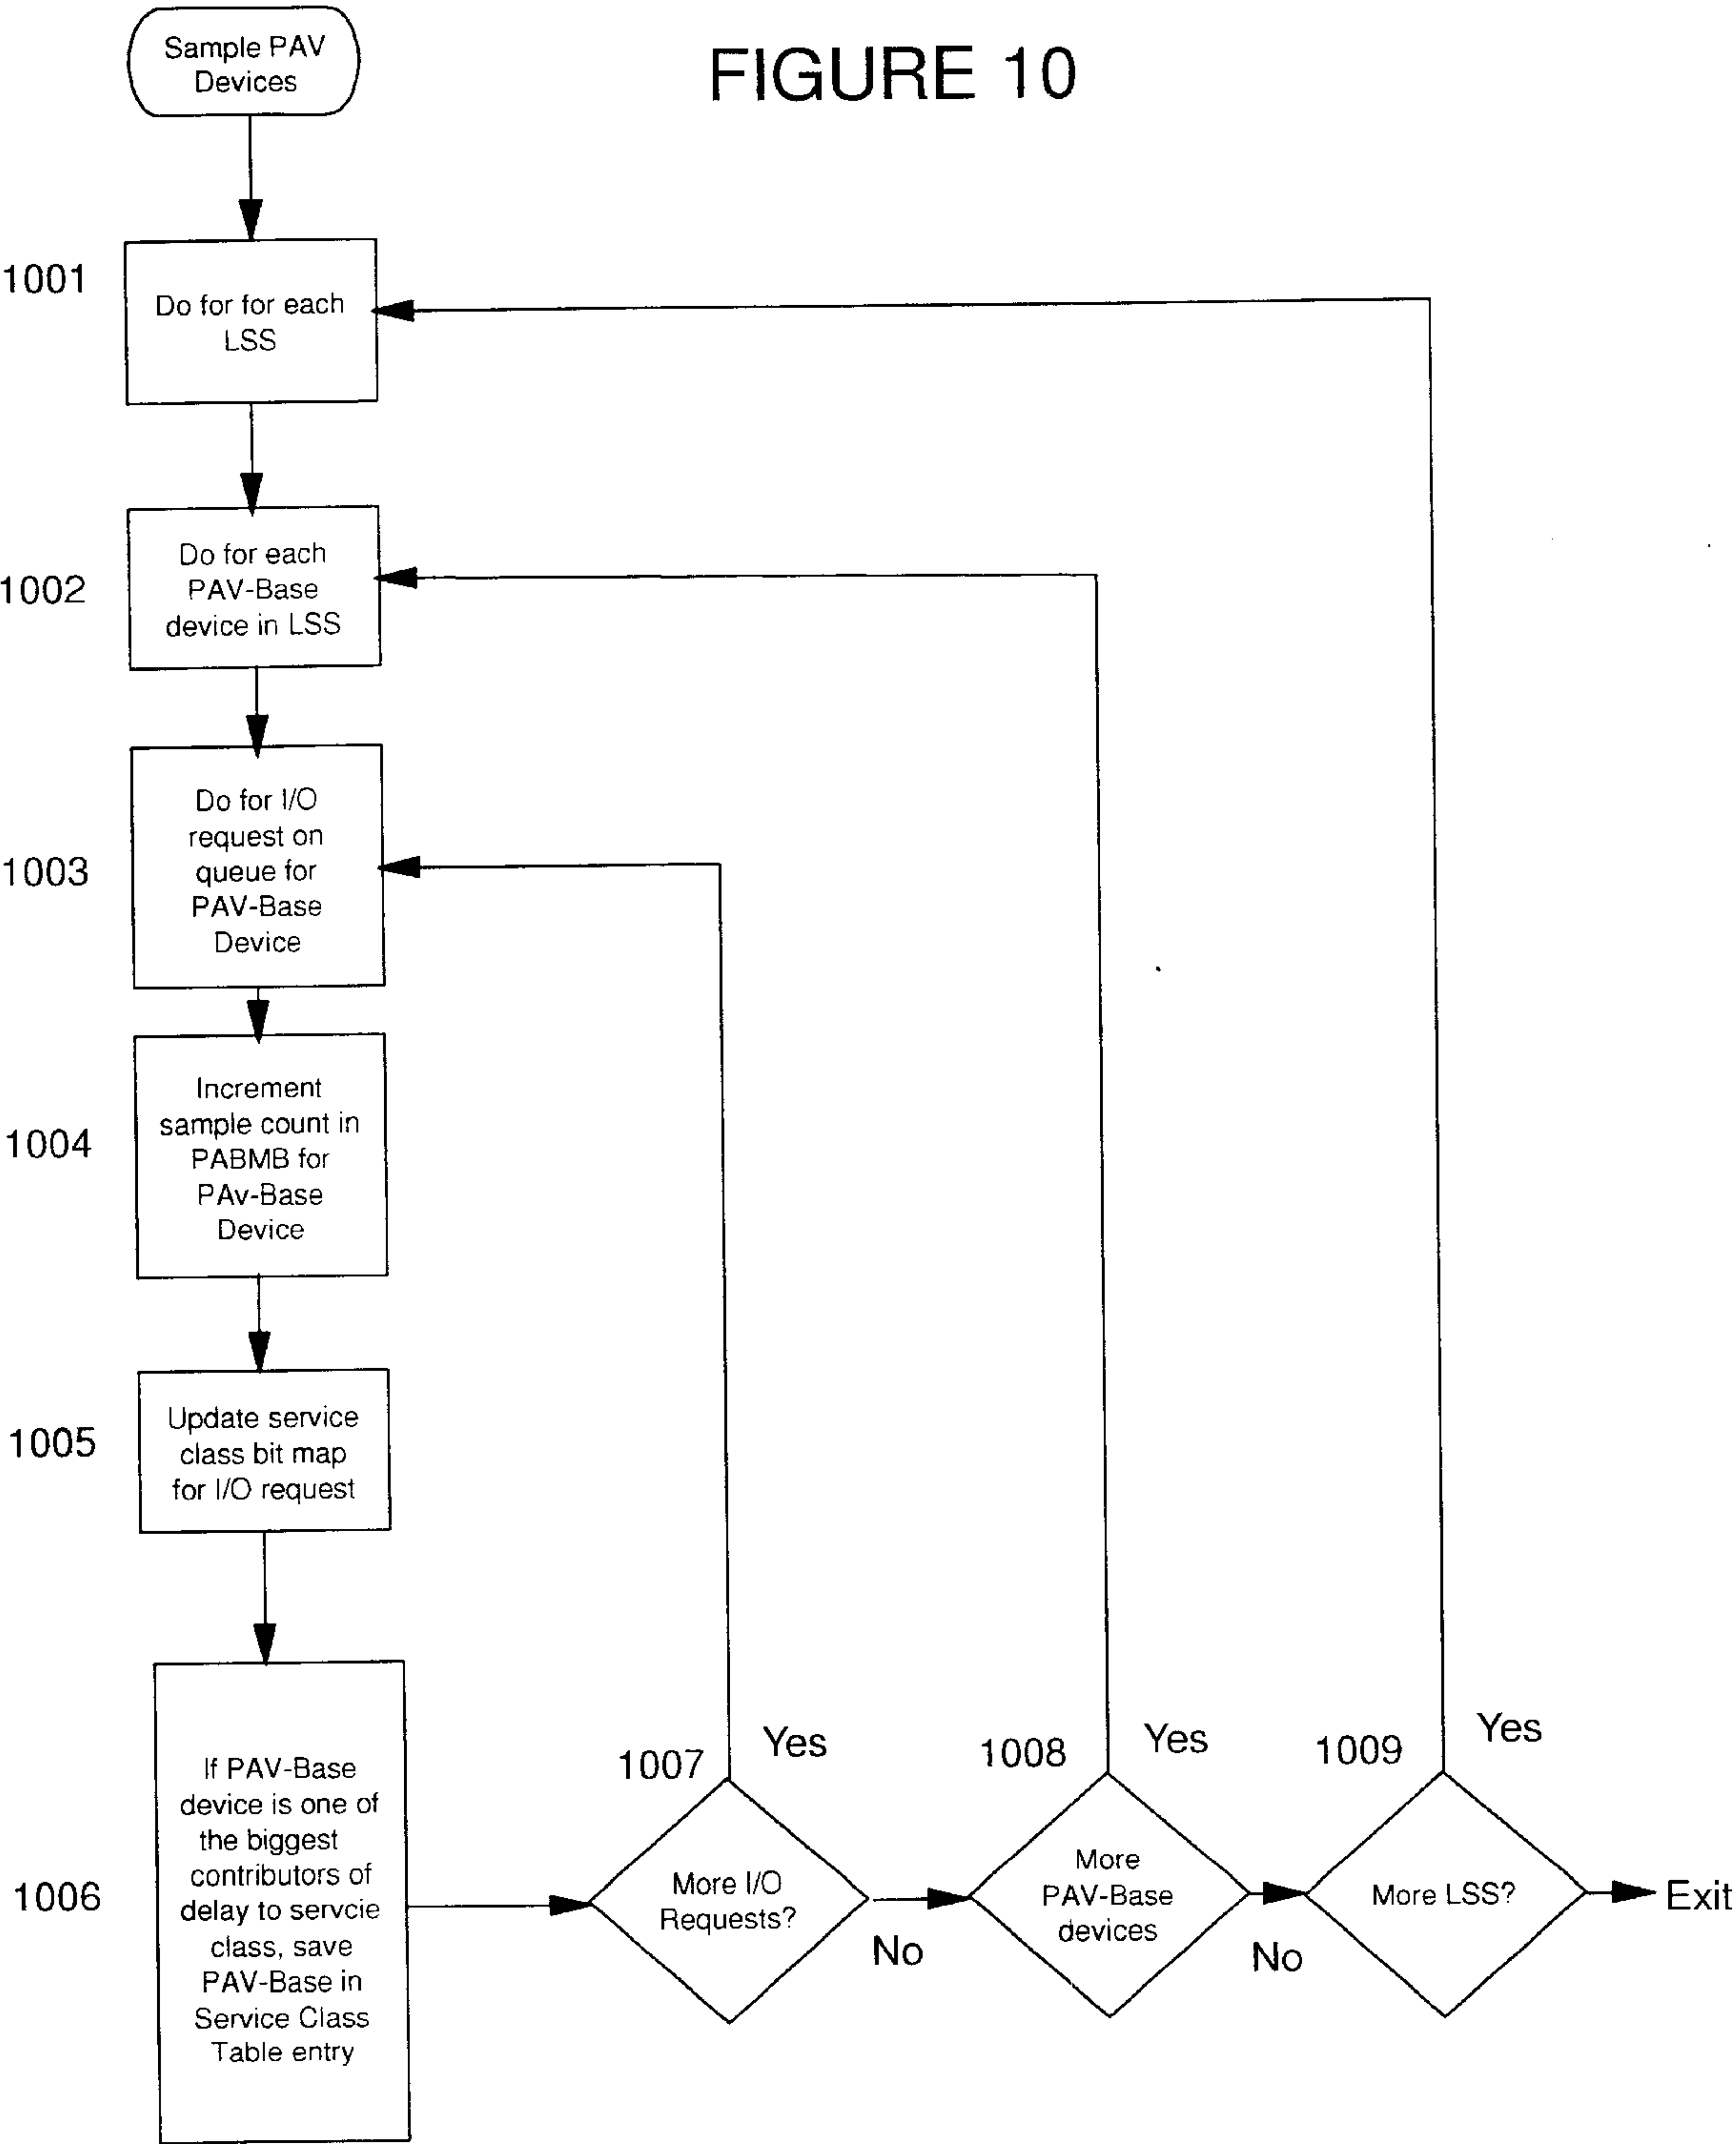 FIGURE 10
Sample PAV
Devices
1001
Do for for each
LSS
1002
Do for each
PAV-Base
device in LSS
1003
Do for I/O
request on
queue for
PAV-Base
Device
1004
Increment
sample count in
PABMB for
PAv-Base
Device
1005
Update service
class bit map
for I/O request
1006
If PAV-Base
device is one of
the biggest
contributors of
delay to servcie
class, save
PAV-Base in
Service Class
Table entry
1007
Yes
More I/O
Requests?
No
1008
Yes
More
PAV-Base
devices
No
1009
Yes
More LSS?
Exit